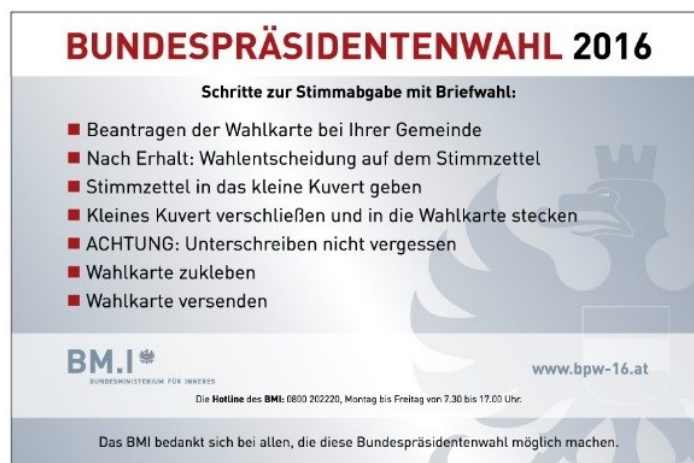 BUNDESPRÄSIDENTENWAHL 2016
Schritte zur Stimmabgabe mit Briefwahl:
■ Beantragen der Wahlkarte bei Ihrer Gemeinde
■ Nach Erhalt: Wahlentscheidung auf dem Stimmzettel
■ Stimmzettel in das kleine Kuvert geben
■ Kleines Kuvert verschließen und in die Wahlkarte stecken
■ ACHTUNG: Unterschreiben nicht vergessen
■ Wahlkarte zukleben
■ Wahlkarte versenden
BM.I
BUNDESMINISTERIUM FÜR INNERES
www.bpw-16.at
Die Hotline des BMI: 0800 202220, Montag bis Freitag von 7.30 bis 17.00 Uhr.
Das BMI bedankt sich bei allen, die diese Bundespräsidentenwahl möglich machen.